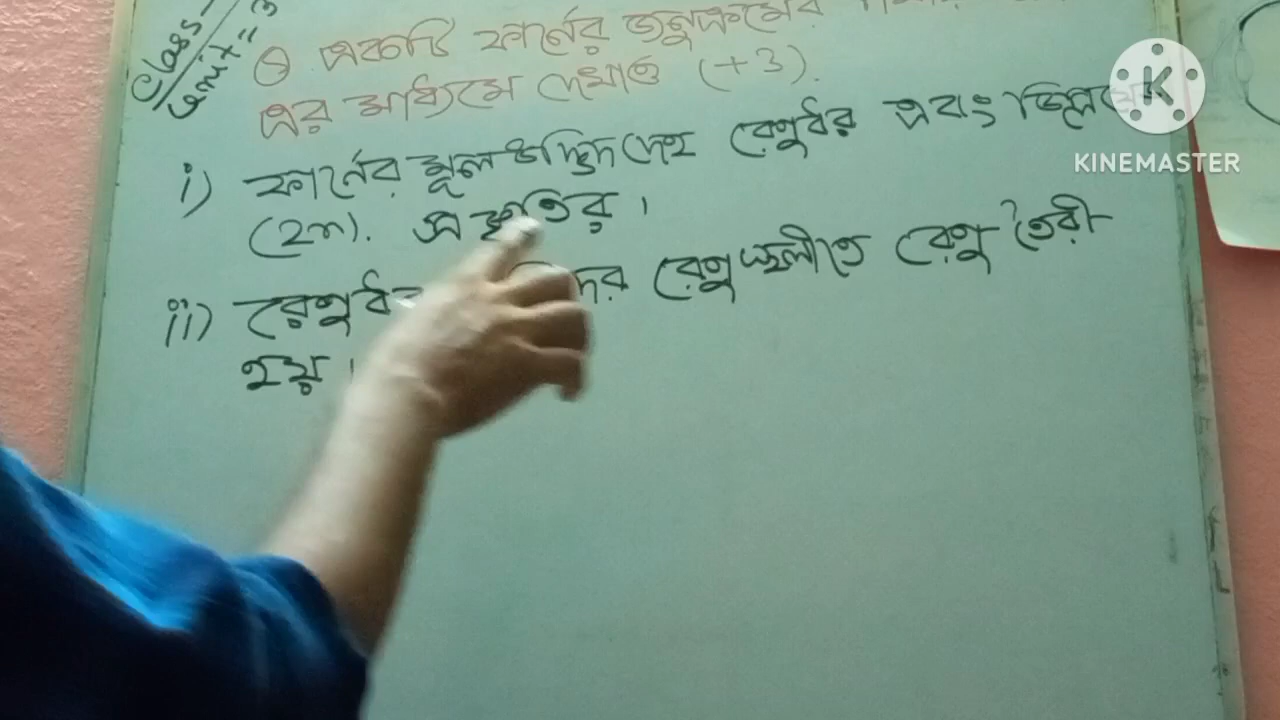 Class-
Unit=3
একটি ফার্নের জনুক্রমের
এর মাধ্যমে দেখাও (+3).
i) ফার্নের মূল উদ্ভিদ দেহ রেণুধর এবং
(2n). প্রকৃতির।
ii) রেণুধর দের রেণুস্থলীতে রেণু তৈরী
হয়।
K
KINEMASTER